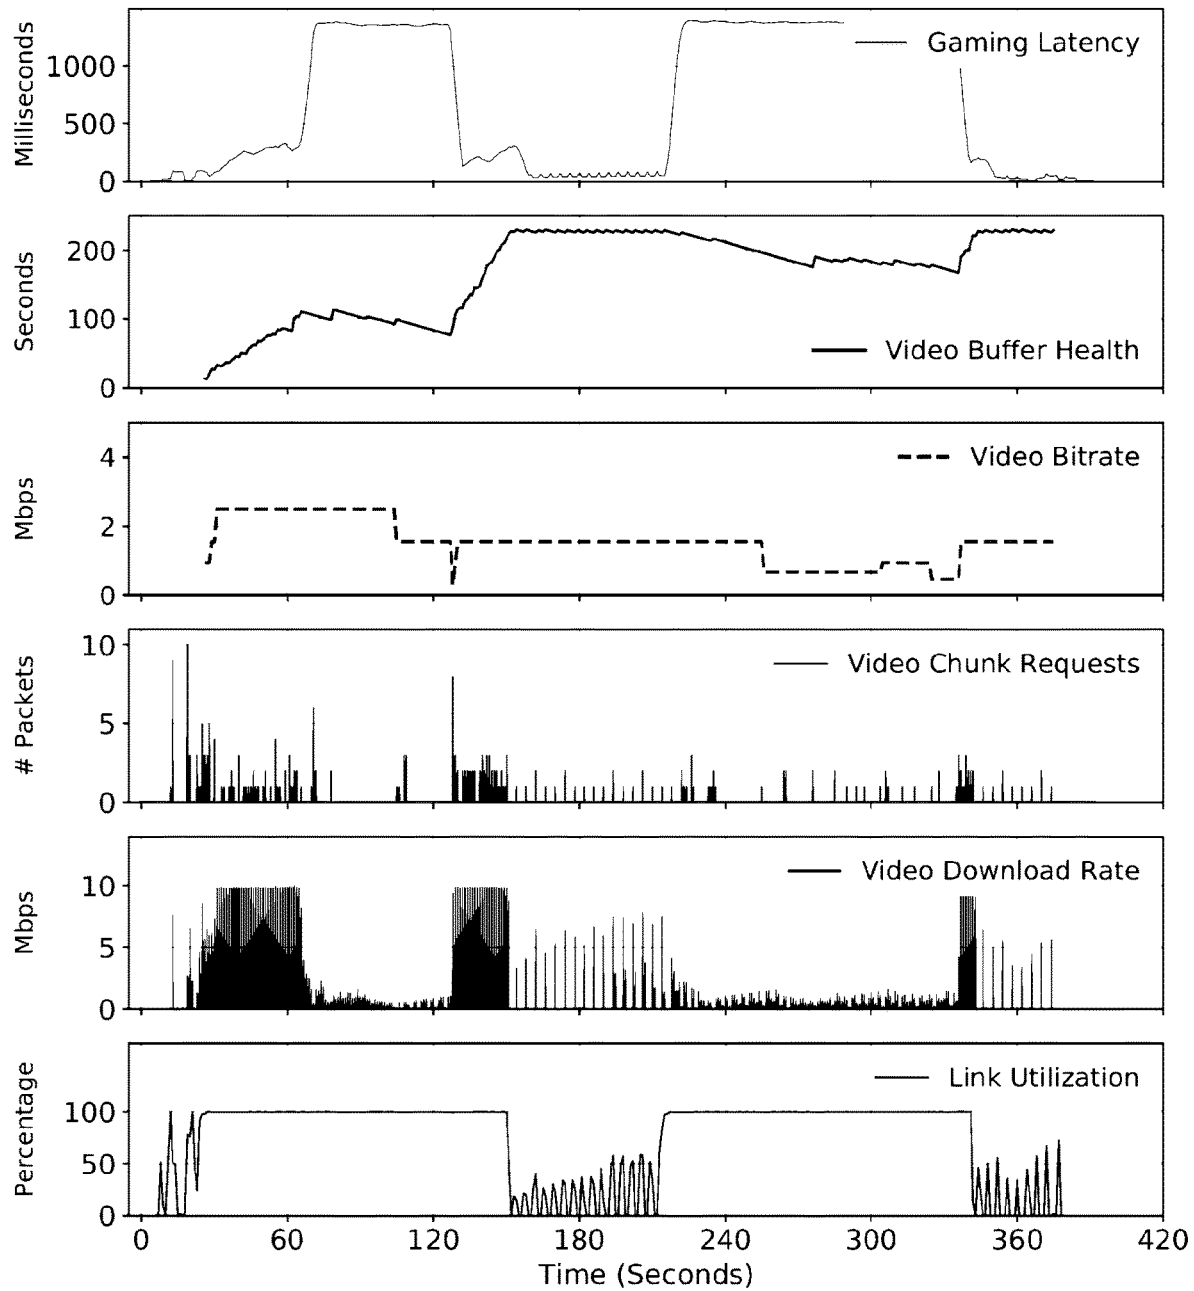 Milliseconds
1000
500
0
Gaming Latency
Seconds
200
100
0
Video Buffer Health
Mbps
4
2
0
Video Bitrate
# Packets
10
5
0
Video Chunk Requests
Mbps
10
5
0
Video Download Rate
Percentage
100
50
0
Link Utilization
0 60 120 180 240 300 360 420
Time (Seconds)